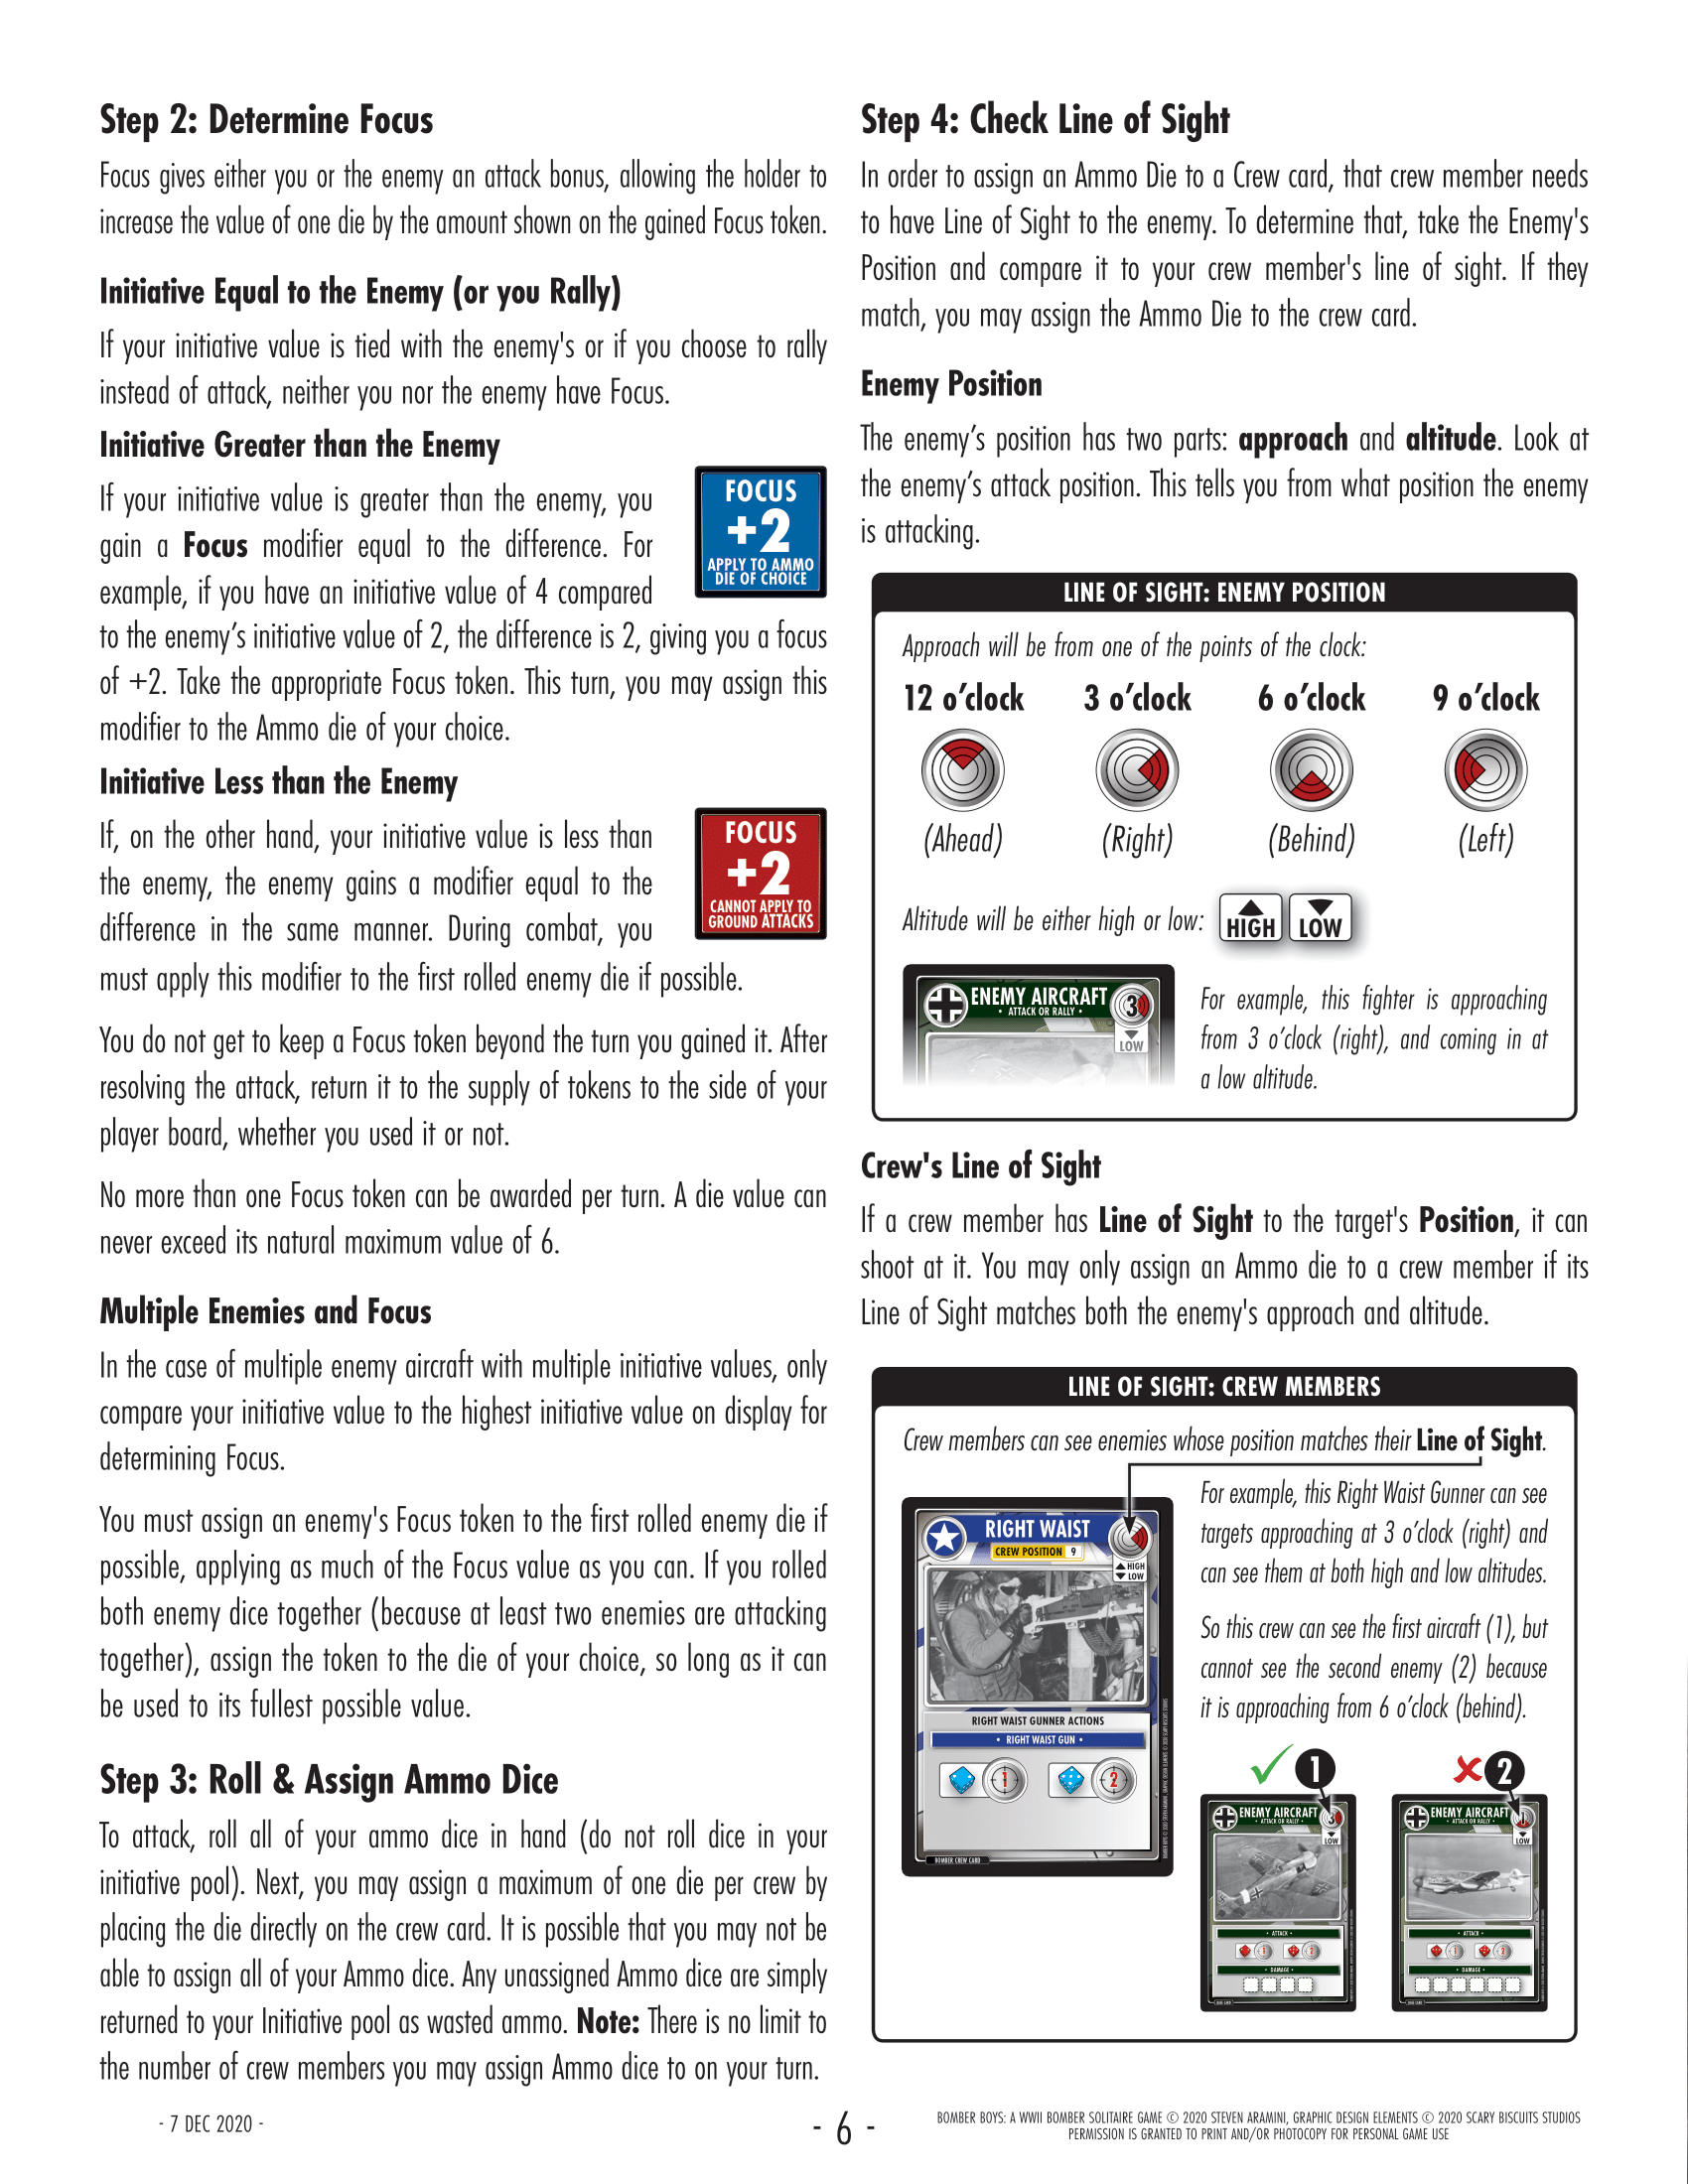 Step 2: Determine Focus
Focus gives either you or the enemy an attack bonus, allowing the holder to
increase the value of one die by the amount shown on the gained Focus token.
Initiative Equal to the Enemy (or you Rally)
If your initiative value is tied with the enemy's or if you choose to rally
instead of attack, neither you nor the enemy have Focus.
Initiative Greater than the Enemy
If your initiative value is greater than the enemy, you
gain a Focus modifier equal to the difference. For
example, if you have an initiative value of 4 compared
to the enemy’s initiative value of 2, the difference is 2, giving you a focus
of +2. Take the appropriate Focus token. This turn, you may assign this
modifier to the Ammo die of your choice.
FOCUS
+2
APPLY TO AMMO
DIE OF CHOICE
Initiative Less than the Enemy
If, on the other hand, your initiative value is less than
the enemy, the enemy gains a modifier equal to the
difference in the same manner. During combat, you
must apply this modifier to the first rolled enemy die if possible.
FOCUS
+2
CANNOT APPLY TO
GROUND ATTACKS
You do not get to keep a Focus token beyond the turn you gained it. After
resolving the attack, return it to the supply of tokens to the side of your
player board, whether you used it or not.
No more than one Focus token can be awarded per turn. A die value can
never exceed its natural maximum value of 6.
Multiple Enemies and Focus
In the case of multiple enemy aircraft with multiple initiative values, only
compare your initiative value to the highest initiative value on display for
determining Focus.
You must assign an enemy's Focus token to the first rolled enemy die if
possible, applying as much of the Focus value as you can. If you rolled
both enemy dice together (because at least two enemies are attacking
together), assign the token to the die of your choice, so long as it can
be used to its fullest possible value.
Step 3: Roll & Assign Ammo Dice
To attack, roll all of your ammo dice in hand (do not roll dice in your
initiative pool). Next, you may assign a maximum of one die per crew by
placing the die directly on the crew card. It is possible that you may not be
able to assign all of your Ammo dice. Any unassigned Ammo dice are simply
returned to your Initiative pool as wasted ammo. Note: There is no limit to
the number of crew members you may assign Ammo dice to on your turn.
Step 4: Check Line of Sight
In order to assign an Ammo Die to a Crew card, that crew member needs
to have Line of Sight to the enemy. To determine that, take the Enemy's
Position and compare it to your crew member's line of sight. If they
match, you may assign the Ammo Die to the crew card.
Enemy Position
The enemy’s position has two parts: approach and altitude. Look at
the enemy’s attack position. This tells you from what position the enemy
is attacking.
LINE OF SIGHT: ENEMY POSITION
Approach will be from one of the points of the clock:
12 o’clock 3 o’clock 6 o’clock 9 o’clock
(Ahead) (Right) (Behind) (Left)
Altitude will be either high or low: HIGH LOW
ENEMY AIRCRAFT 3
• ATTACK OR RALLY •
LOW
For example, this fighter is approaching
from 3 o’clock (right), and coming in at
a low altitude.
Crew's Line of Sight
If a crew member has Line of Sight to the target's Position, it can
shoot at it. You may only assign an Ammo die to a crew member if its
Line of Sight matches both the enemy's approach and altitude.
LINE OF SIGHT: CREW MEMBERS
Crew members can see enemies whose position matches their Line of Sight.
RIGHT WAIST
CREW POSITION 9
HIGH
LOW
RIGHT WAIST GUNNER ACTIONS
• RIGHT WAIST GUN •
1 2
BOMBER CREW CARD
For example, this Right Waist Gunner can see
targets approaching at 3 o’clock (right) and
can see them at both high and low altitudes.
So this crew can see the first aircraft (1), but
cannot see the second enemy (2) because
it is approaching from 6 o’clock (behind).
1
ENEMY AIRCRAFT 3
• ATTACK OR RALLY •
LOW
• ATTACK •
• DAMAGE •
2
ENEMY AIRCRAFT
• ATTACK OR RALLY •
LOW
• ATTACK •
• DAMAGE •
- 7 DEC 2020 -
- 6 -
BOMBER BOYS: A WWII BOMBER SOLITAIRE GAME © 2020 STEVEN ARAMINI, GRAPHIC DESIGN ELEMENTS © 2020 SCARY BISCUITS STUDIOS
PERMISSION IS GRANTED TO PRINT AND/OR PHOTOCOPY FOR PERSONAL GAME USE